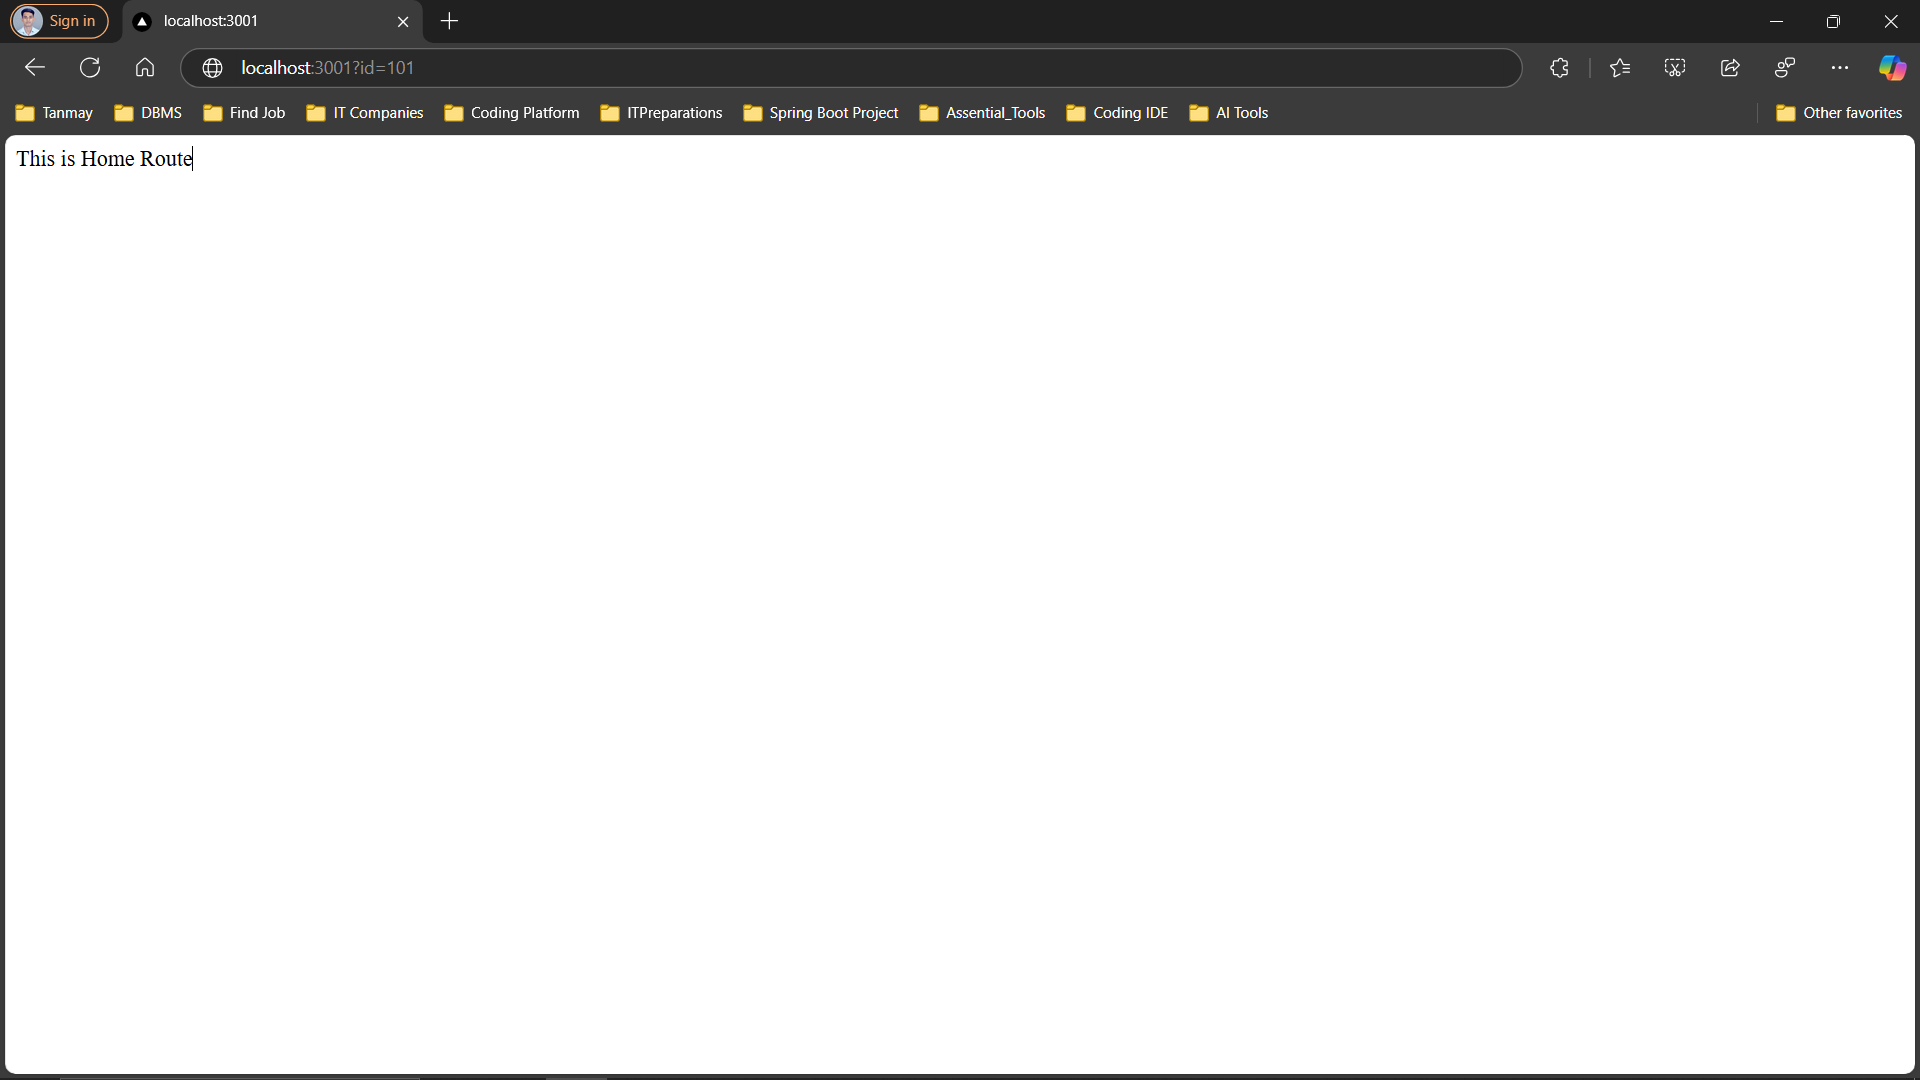 Sign in
localhost:3001
localhost:3001?id=101
Tanmay DBMS Find Job IT Companies Coding Platform ITPreparations Spring Boot Project Assential_Tools Coding IDE AI Tools Other favorites
This is Home Route